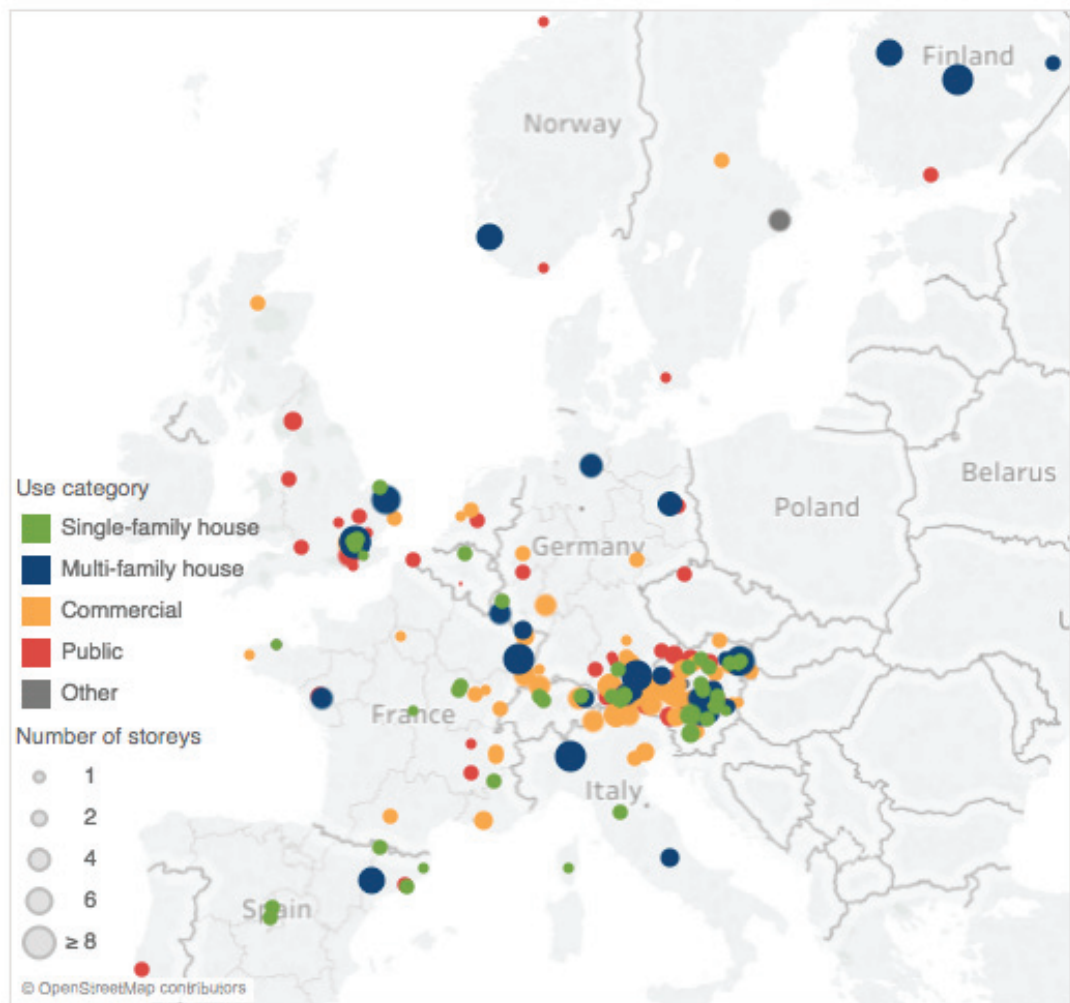 Finland
Norway
Belarus
Poland
Germany
Use category
Single-family house
Multi-family house
Commercial
Public
Other
France
Number of storeys
1
2
4
6
≥ 8
Italy
Spain
© OpenStreetMap contributors